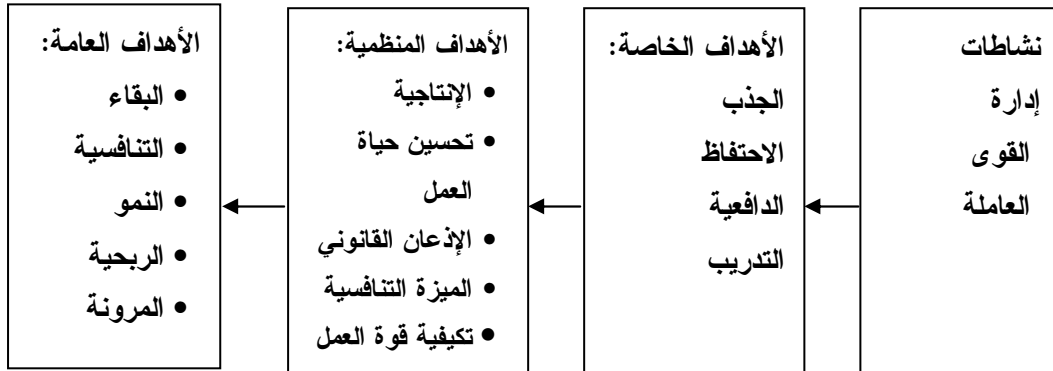 نشاطات
إدارة
القوى
العاملة
الأهداف الخاصة:
الجذب
الاحتفاظ
الدافعية
التدريب
الأهداف المنظمية:
• الإنتاجية
• تحسين حياة
العمل
• الإذعان القانوني
• الميزة التنافسية
• تكيفية قوة العمل
الأهداف العامة:
• البقاء
• التنافسية
• النمو
• الربحية
• المرونة